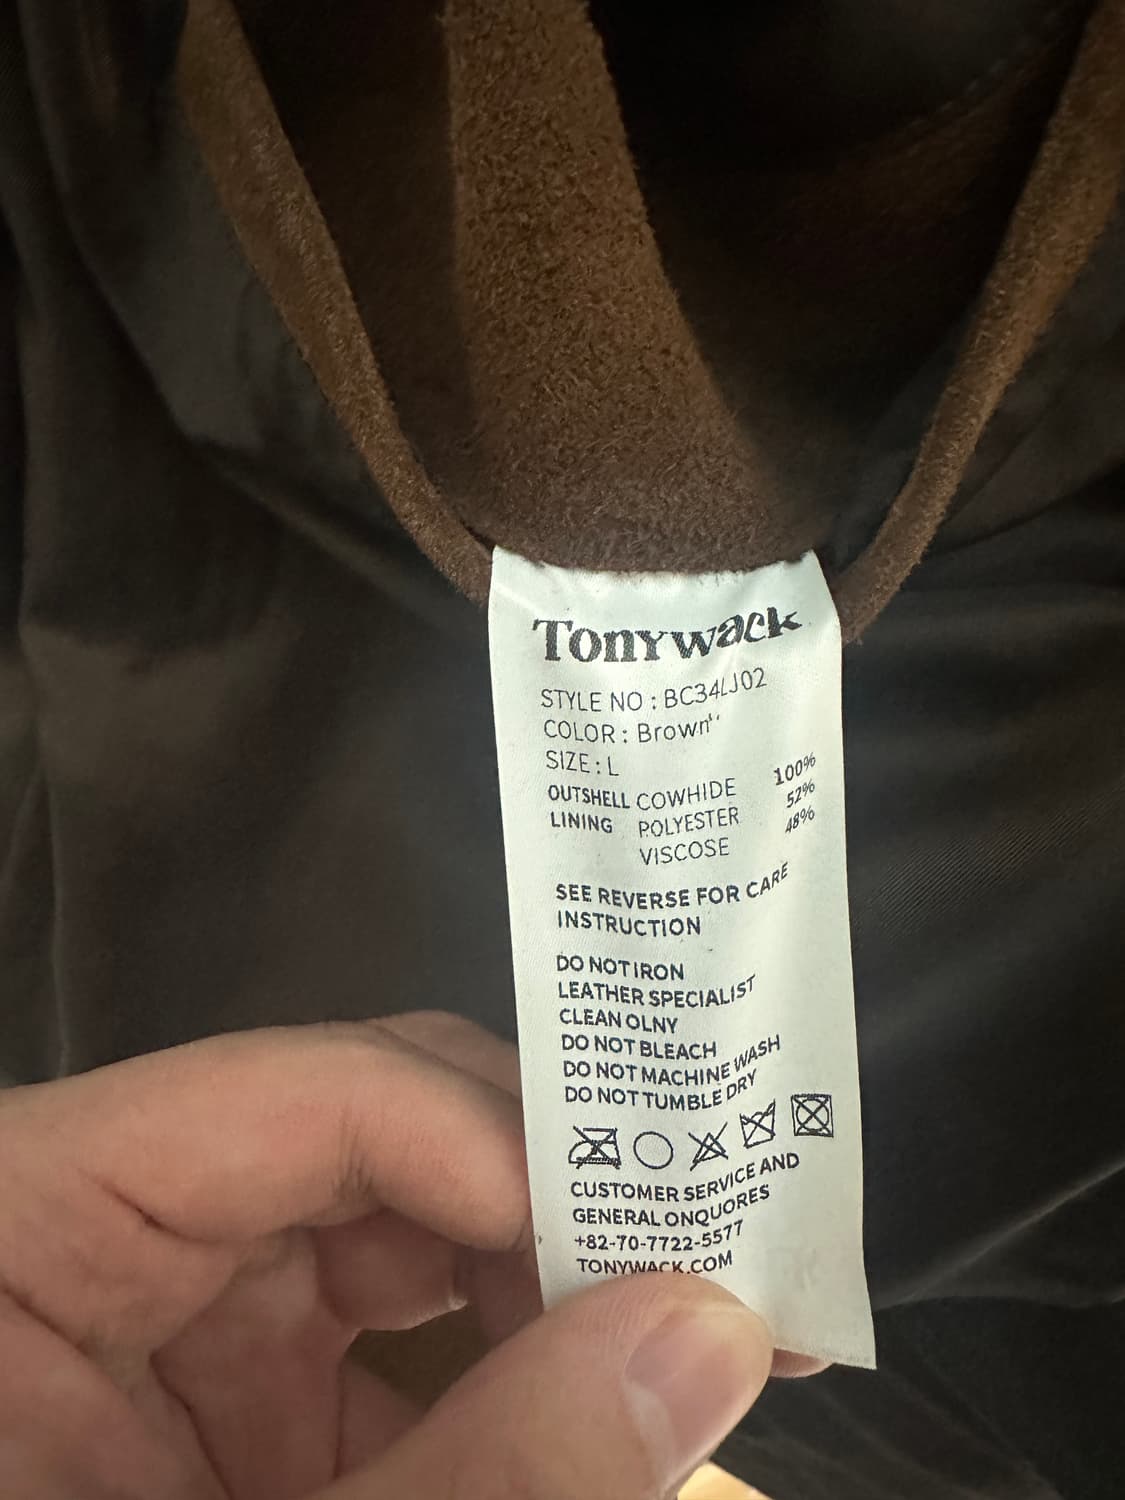 Tonywack
STYLE NO : BC34LJ02
COLOR : Brown
SIZE : L
OUTSHELL COWHIDE 100%
LINING POLYESTER 52%
VISCOSE 48%
SEE REVERSE FOR CARE
INSTRUCTION
DO NOT IRON
LEATHER SPECIALIST
CLEAN OLNY
DO NOT BLEACH
DO NOT MACHINE WASH
DO NOT TUMBLE DRY
CUSTOMER SERVICE AND
GENERAL ONQUORES
+82-70-7722-5577
TONYWACK.COM